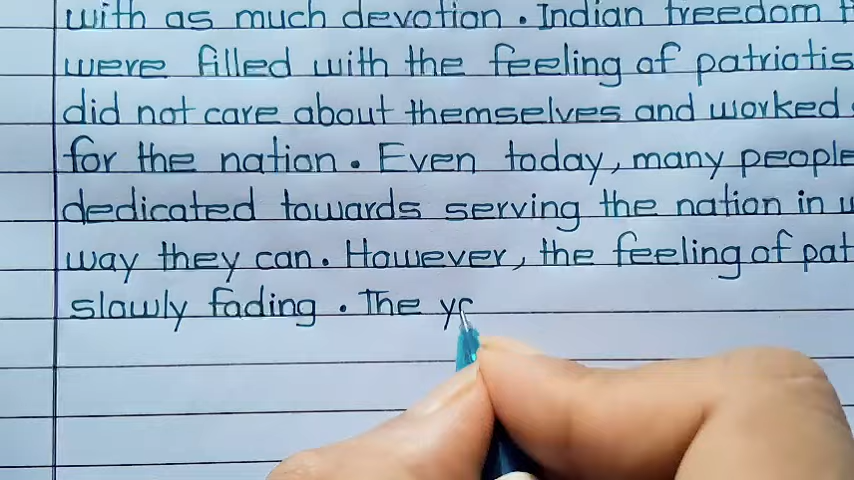 with as much devotion. Indian freedom
were filled with the feeling of patriotis
did not care about themselves and worked
for the nation. Even today, many people
dedicated towards serving the nation in
way they can. However, the feeling of pat
slowly fading. The